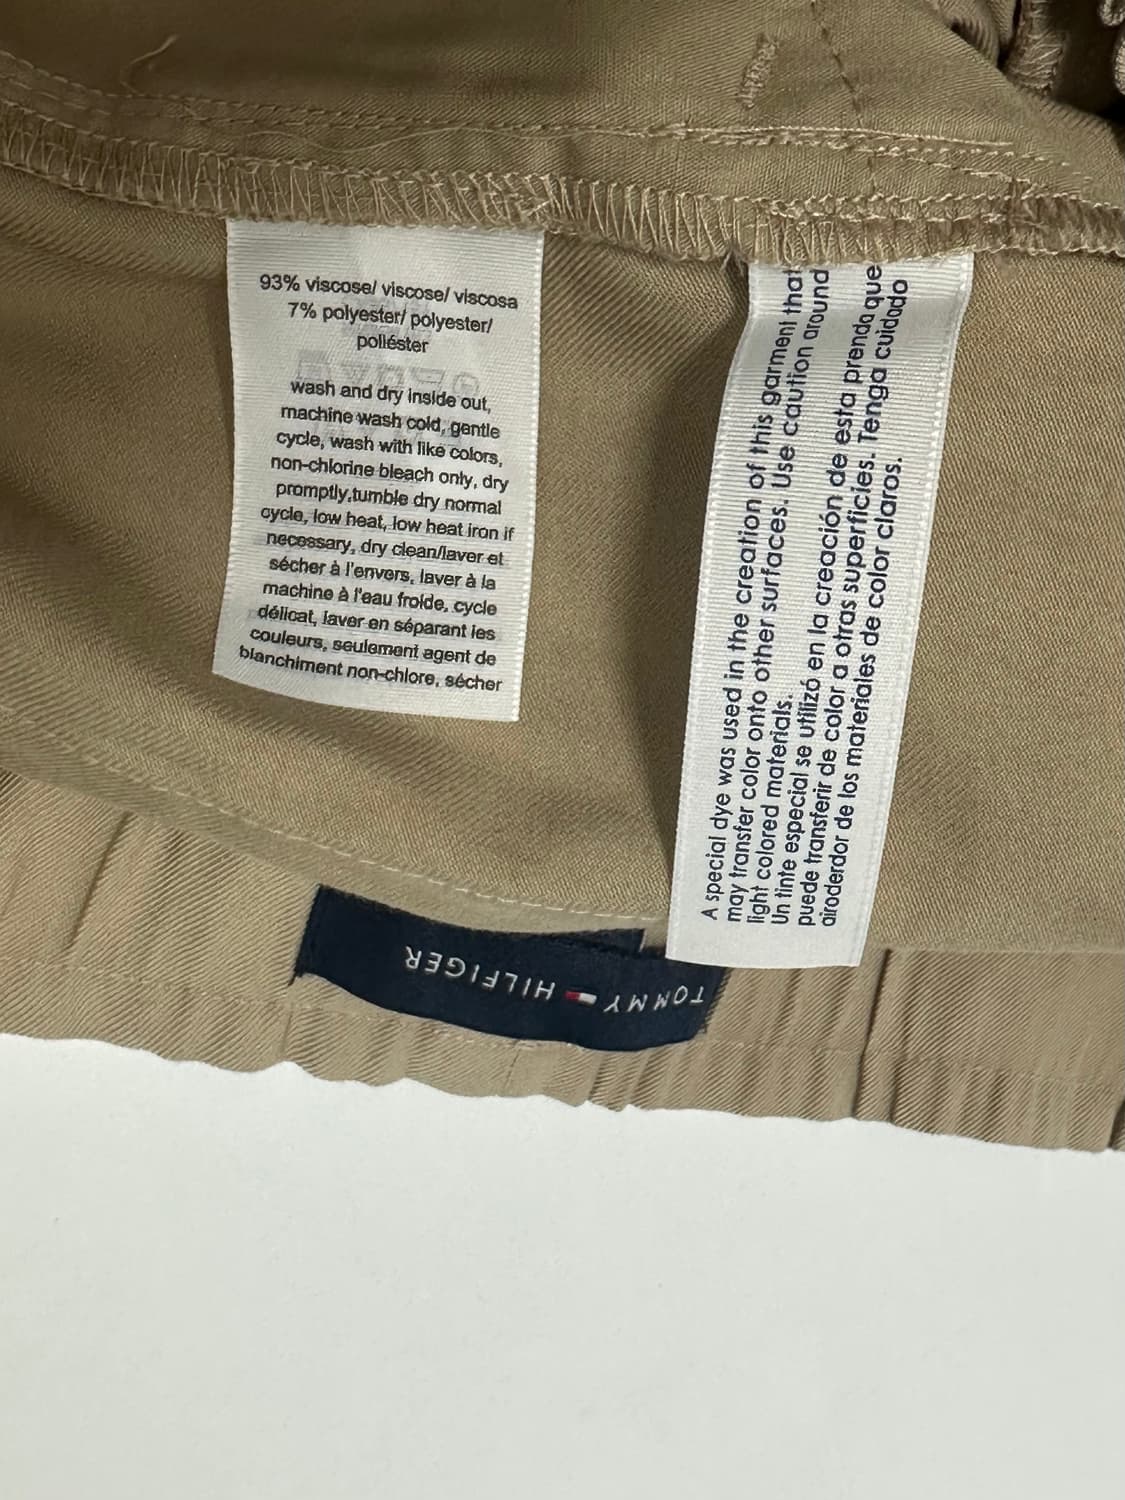 93% viscose/ viscose/ viscosa
7% polyester/ polyester/
poliéster
wash and dry inside out,
machine wash cold, gentle
cycle, wash with like colors,
non-chlorine bleach only, dry
promptly,tumble dry normal
cycle, low heat, low heat iron if
necessary, dry clean/laver et
sécher à l'envers, laver à la
machine à l'eau froide, cycle
délicat, laver en séparant les
couleurs, seulement agent de
blanchiment non-chlore, sécher
A special dye was used in the creation of this garment that
may transfer color onto other surfaces. Use caution around
light colored materials.
Un tinte especial se utilizó en la creación de esta prenda que
puede transferir de color a otras superficies. Tenga cuidado
alroderdor de los materiales de color claros.
TOMMY HILFIGER